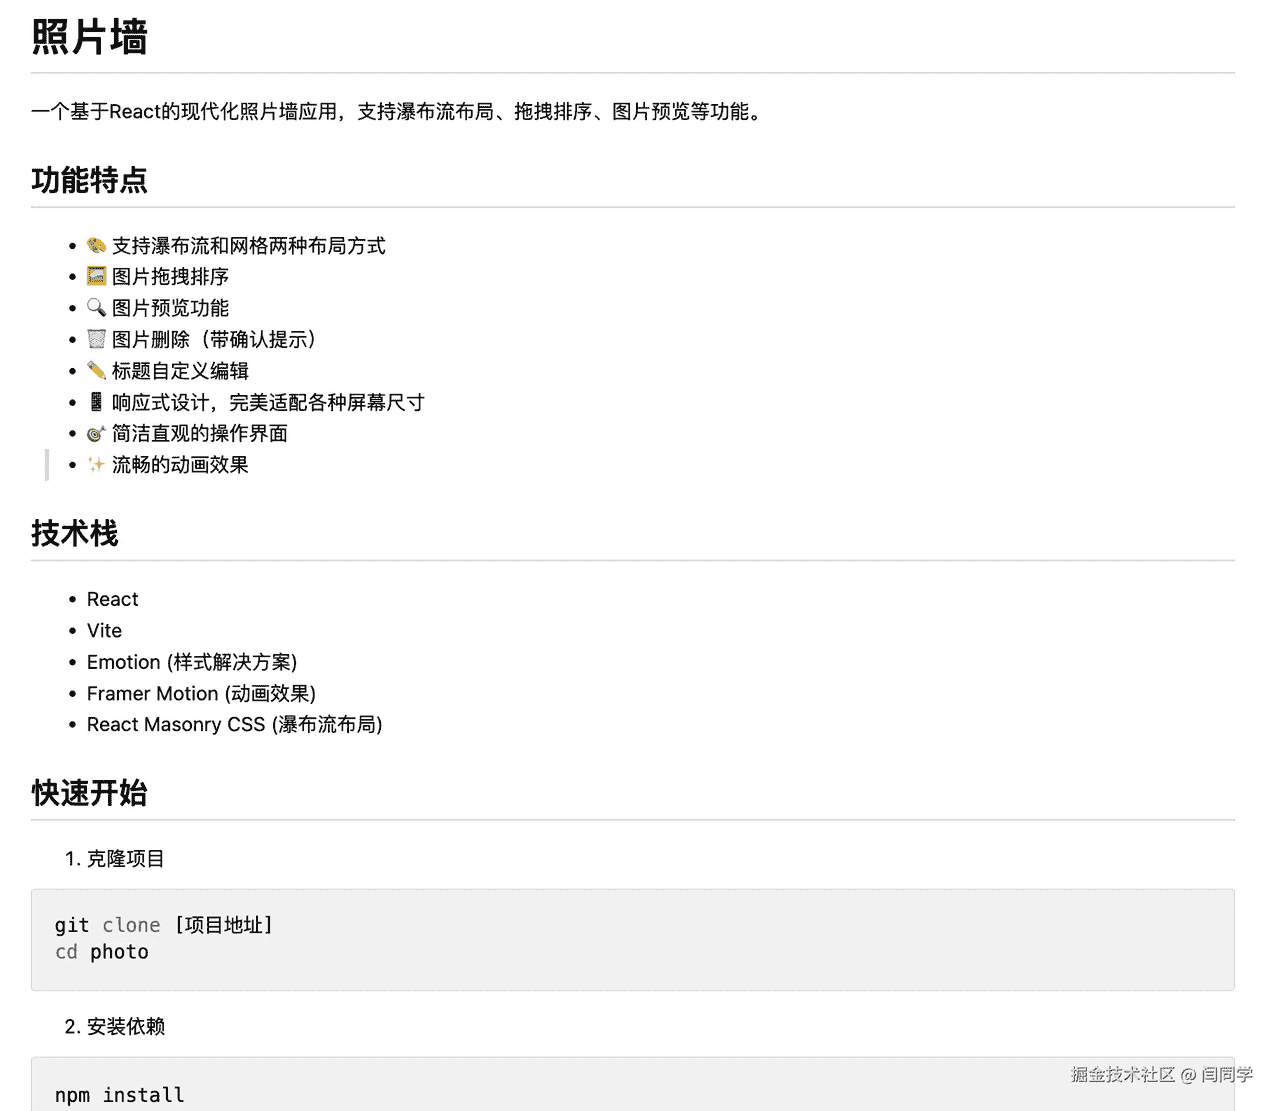 照片墙
一个基于React的现代化照片墙应用，支持瀑布流布局、拖拽排序、图片预览等功能。
功能特点
• 🎨 支持瀑布流和网格两种布局方式
• 🖼️ 图片拖拽排序
• 🔍 图片预览功能
• 🗑️ 图片删除（带确认提示）
• ✏️ 标题自定义编辑
• 📱 响应式设计，完美适配各种屏幕尺寸
• 🎯 简洁直观的操作界面
• ✨ 流畅的动画效果
技术栈
• React
• Vite
• Emotion (样式解决方案)
• Framer Motion (动画效果)
• React Masonry CSS (瀑布流布局)
快速开始
1. 克隆项目
git clone [项目地址]
cd photo
2. 安装依赖
npm install
掘金技术社区 @ 闫同学